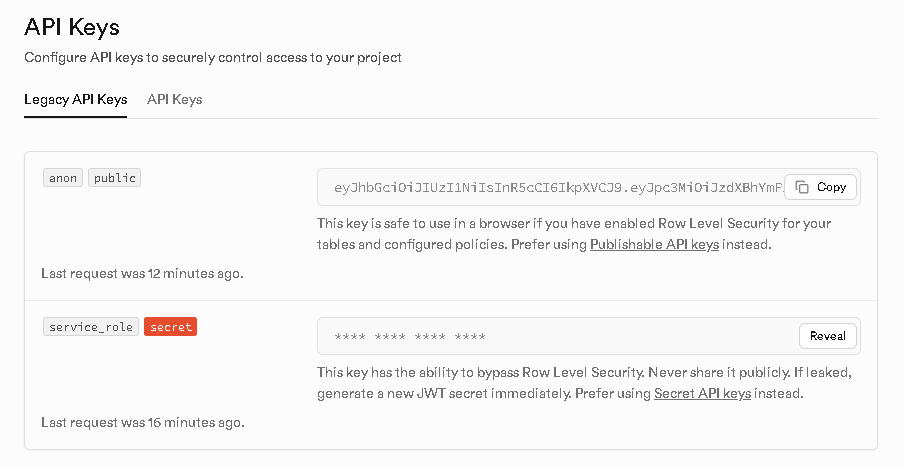 API Keys
Configure API keys to securely control access to your project
Legacy API Keys API Keys
anon public
eyJhbGciOiJIUzI1NiIsInR5cCI6IkpXVCJ9.eyJpc3MiOiJzdXBhYmF Copy
This key is safe to use in a browser if you have enabled Row Level Security for your
tables and configured policies. Prefer using Publishable API keys instead.
Last request was 12 minutes ago.
service_role secret
**** **** **** **** Reveal
This key has the ability to bypass Row Level Security. Never share it publicly. If leaked,
generate a new JWT secret immediately. Prefer using Secret API keys instead.
Last request was 16 minutes ago.